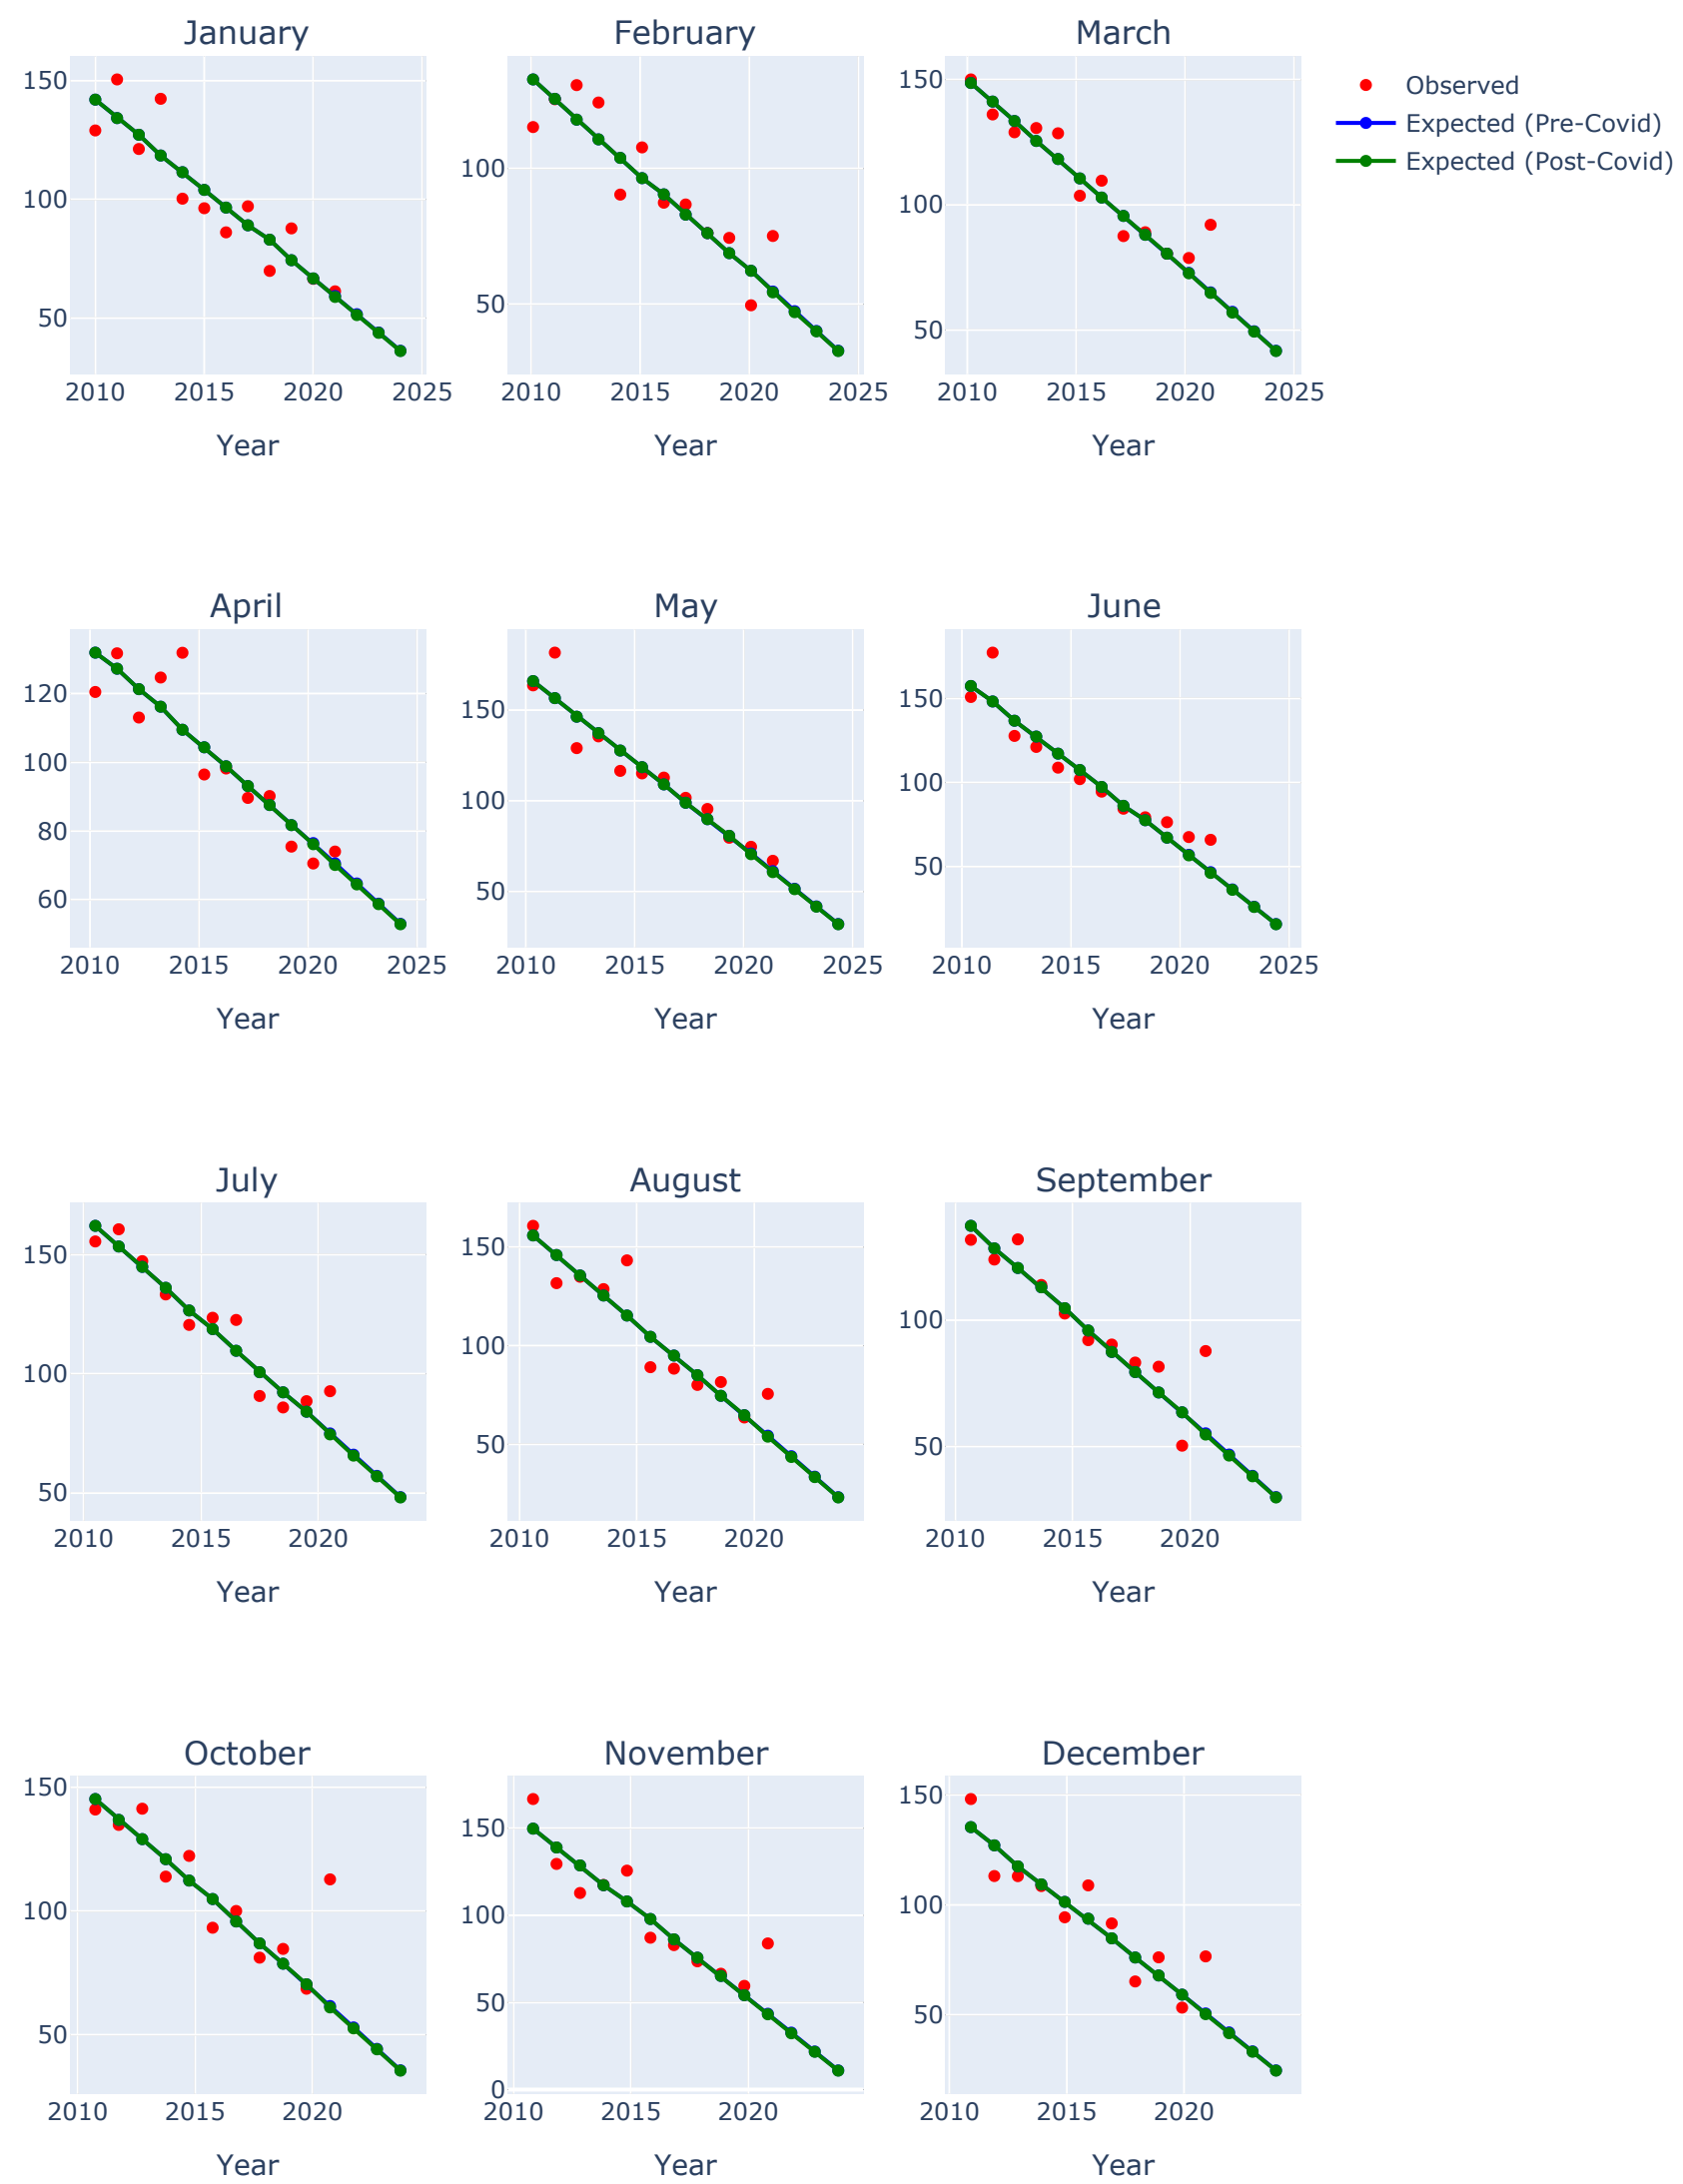 January February March
150 150
100 100 100
50 50 50
2010 2015 2020 2025 2010 2015 2020 2025 2010 2015 2020 2025
Year Year Year
Observed
Expected (Pre-Covid)
Expected (Post-Covid)
April May June
120 150 150
100 100 100
80
60 50 50
2010 2015 2020 2025 2010 2015 2020 2025 2010 2015 2020 2025
Year Year Year
July August September
150 150
100 100 100
50 50 50
2010 2015 2020 2010 2015 2020 2010 2015 2020
Year Year Year
October November December
150 150 150
100 100 100
50 50 50
0
2010 2015 2020 2010 2015 2020 2010 2015 2020
Year Year Year